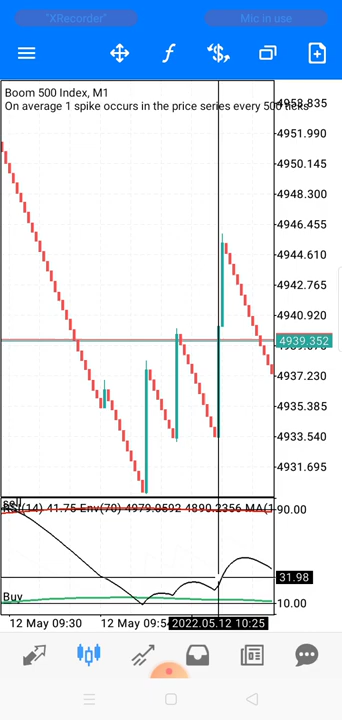 "XRecorder" Mic in use
Boom 500 Index, M1
On average 1 spike occurs in the price series every 500 ticks
4953.835
4951.990
4950.145
4948.300
4946.455
4944.610
4942.765
4940.920
4939.352
4937.230
4935.385
4933.540
4931.695
sell
RSI(14) 41.75 Env(70) 4979.0592 4890.2356 MA(1
90.00
31.98
Buy
10.00
12 May 09:30 12 May 09:54 2022.05.12 10:25